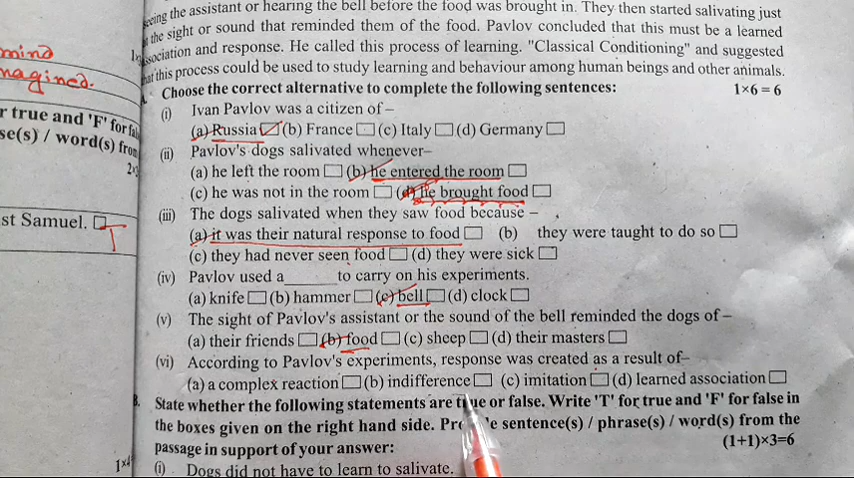 seeing the assistant or hearing the bell before the food was brought in. They then started salivating just
the sight or sound that reminded them of the food. Pavlov concluded that this must be a learned
association and response. He called this process of learning. "Classical Conditioning" and suggested
that this process could be used to study learning and behaviour among human beings and other animals.
A. Choose the correct alternative to complete the following sentences: 1×6 = 6
(i) Ivan Pavlov was a citizen of –
(a) Russia (b) France (c) Italy (d) Germany
(ii) Pavlov's dogs salivated whenever–
(a) he left the room (b) he entered the room
(c) he was not in the room (d) he brought food
(iii) The dogs salivated when they saw food because –
(a) it was their natural response to food (b) they were taught to do so
(c) they had never seen food (d) they were sick
(iv) Pavlov used a______ to carry on his experiments.
(a) knife (b) hammer (c) bell (d) clock
(v) The sight of Pavlov's assistant or the sound of the bell reminded the dogs of –
(a) their friends (b) food (c) sheep (d) their masters
(vi) According to Pavlov's experiments, response was created as a result of–
(a) a complex reaction (b) indifference (c) imitation (d) learned association
B. State whether the following statements are true or false. Write 'T' for true and 'F' for false in
the boxes given on the right hand side. sentence(s) / phrase(s) / word(s) from the
passage in support of your answer: (1+1)×3=6
(i) Dogs did not have to learn to salivate.
mind
magined.
r true and 'F' for
se(s) / word(s) from
st Samuel.
T